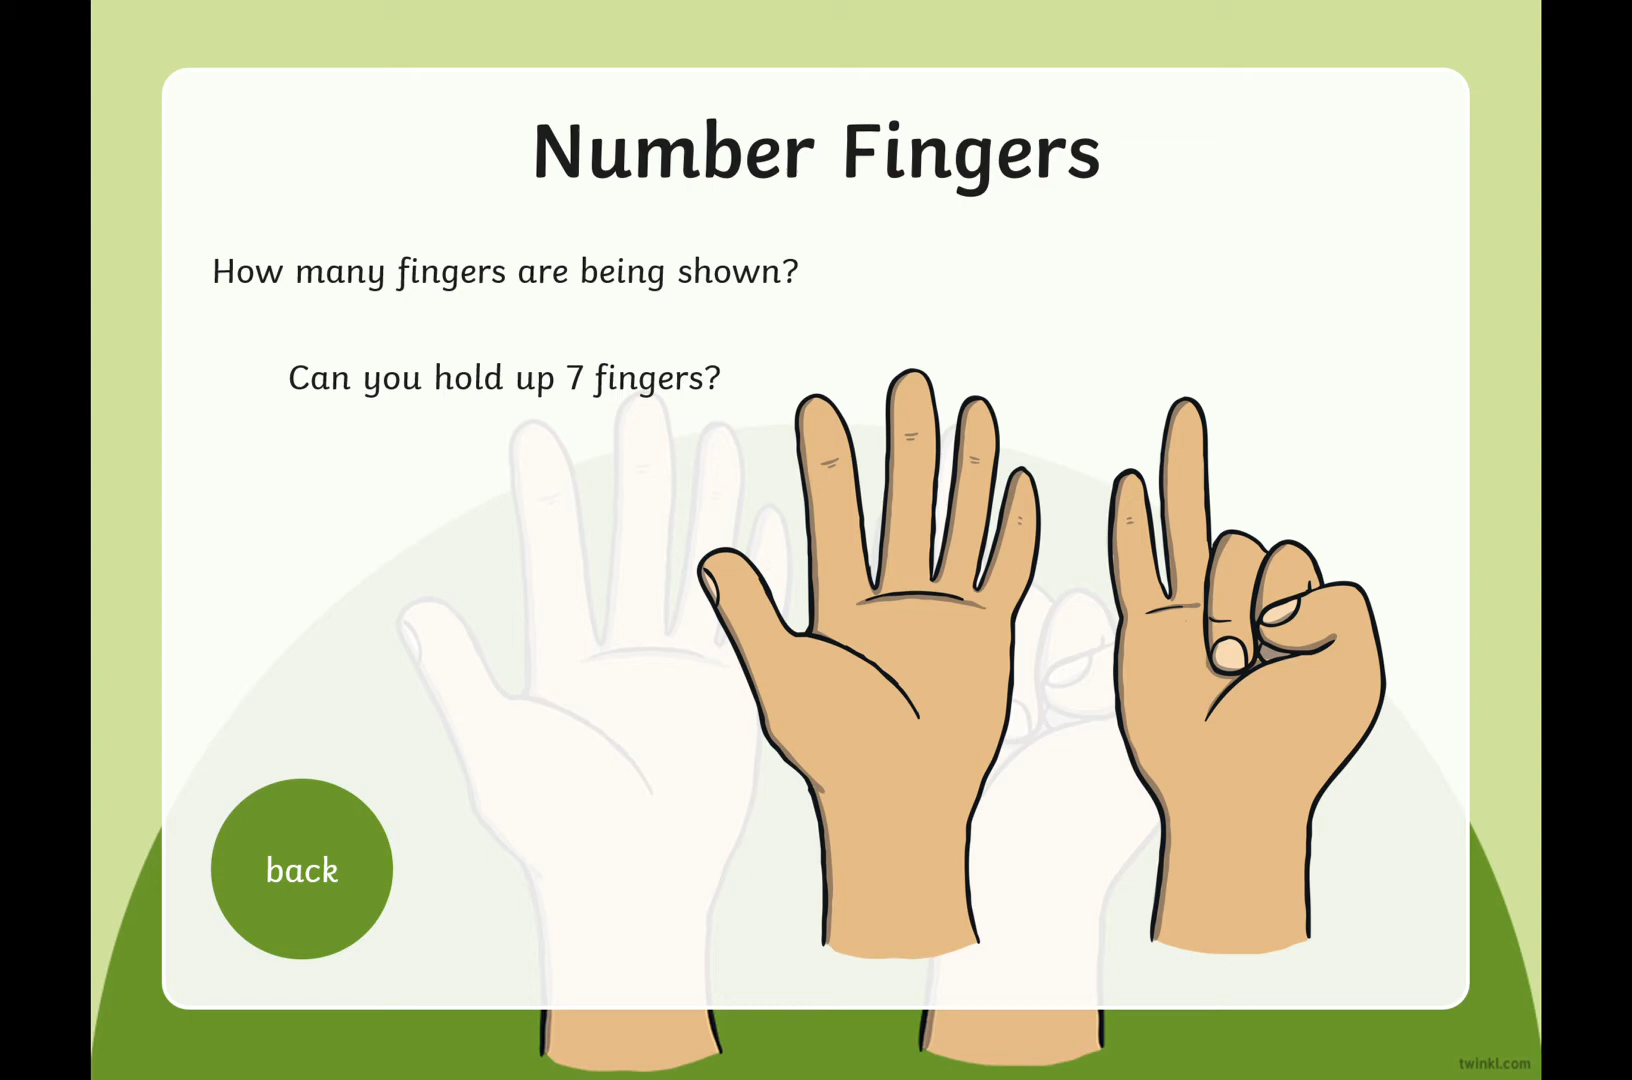 Number Fingers
How many fingers are being shown?
Can you hold up 7 fingers?
back
twinkl.com